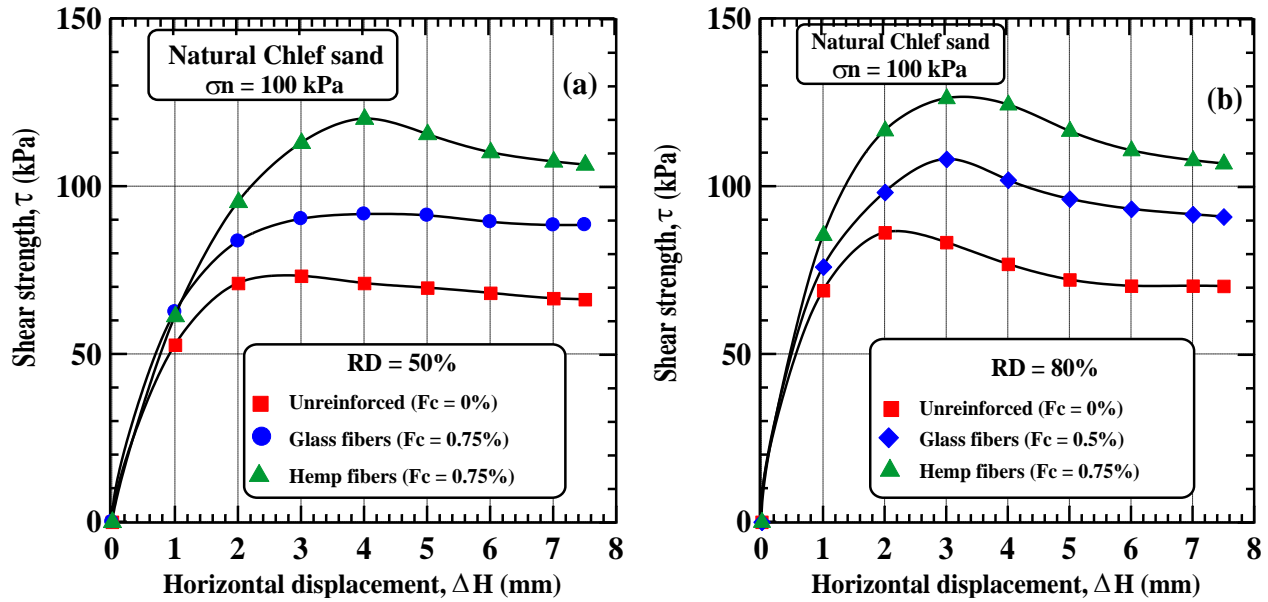 150
100
50
0
0 1 2 3 4 5 6 7 8
Shear strength, τ (kPa)
Horizontal displacement, ΔH (mm)
Natural Chlef sand
σn = 100 kPa
(a)
RD = 50%
Unreinforced (Fc = 0%)
Glass fibers (Fc = 0.75%)
Hemp fibers (Fc = 0.75%)
150
100
50
0
0 1 2 3 4 5 6 7 8
Shear strength, τ (kPa)
Horizontal displacement, ΔH (mm)
Natural Chlef sand
σn = 100 kPa
(b)
RD = 80%
Unreinforced (Fc = 0%)
Glass fibers (Fc = 0.5%)
Hemp fibers (Fc = 0.75%)